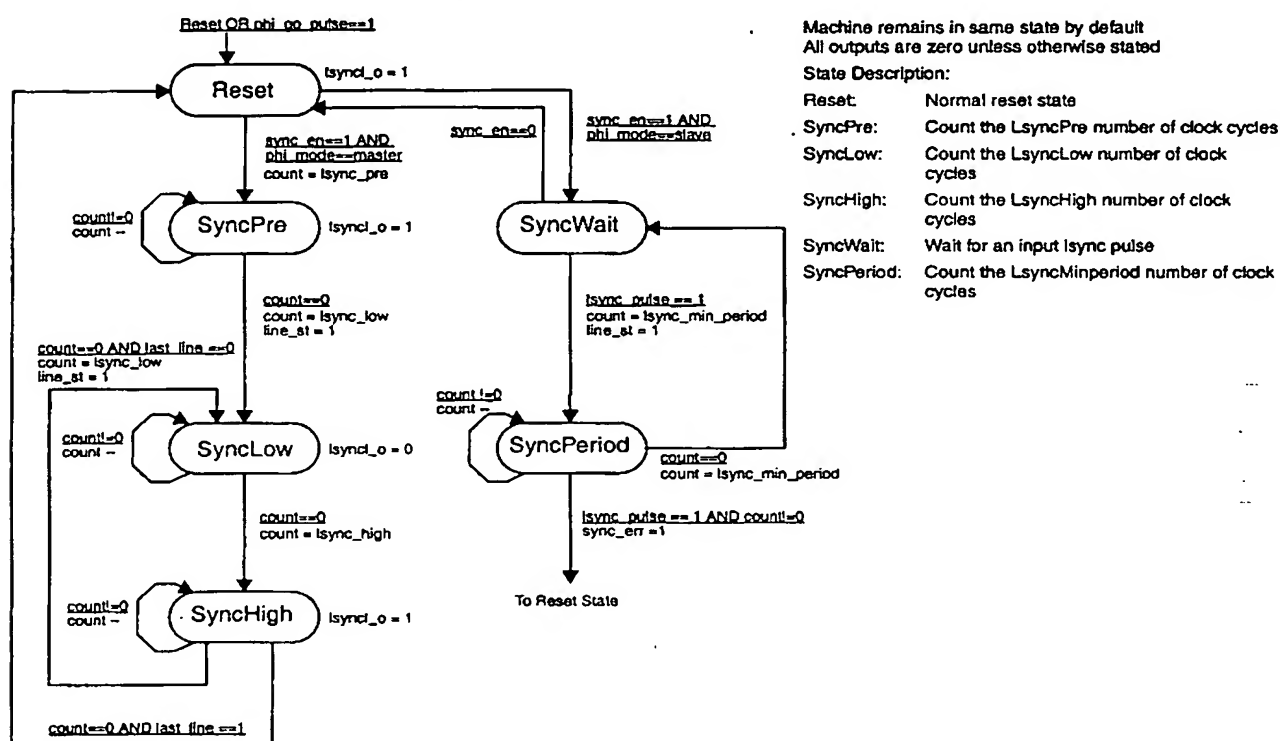 Reset OR phi_go_pulse==1
lsyncl_o = 1
Reset
sync_en==1 AND
phi_mode==master
count = lsync_pre
sync_en==0
sync_en==1 AND
phi_mode==slave
count!=0
count --
SyncPre
lsyncl_o = 1
SyncWait
count==0
count = lsync_low
line_st = 1
lsync_pulse == 1
count = lsync_min_period
line_st = 1
count==0 AND last_line ==0
count = lsync_low
line_st = 1
count!=0
count --
SyncLow
lsyncl_o = 0
count !=0
count --
SyncPeriod
count==0
count = lsync_min_period
count==0
count = lsync_high
lsync_pulse == 1 AND count!=0
sync_err =1
To Reset State
count!=0
count --
SyncHigh
lsyncl_o = 1
count==0 AND last_line ==1
Machine remains in same state by default
All outputs are zero unless otherwise stated
State Description:
Reset: Normal reset state
SyncPre: Count the LsyncPre number of clock cycles
SyncLow: Count the LsyncLow number of clock
cycles
SyncHigh: Count the LsyncHigh number of clock
cycles
SyncWait: Wait for an input lsync pulse
SyncPeriod: Count the LsyncMinperiod number of clock
cycles